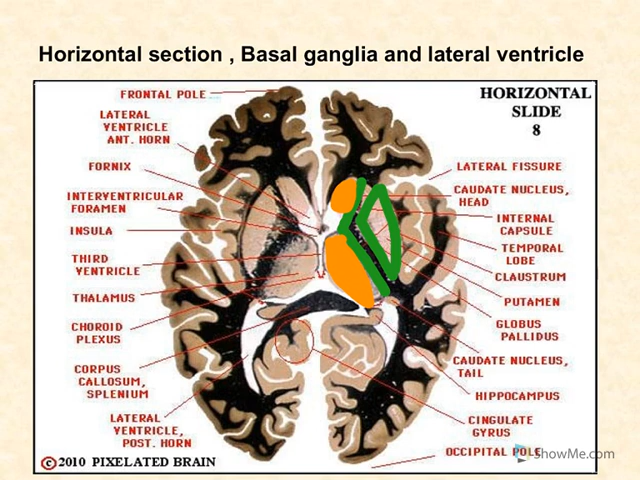 Horizontal section , Basal ganglia and lateral ventricle
HORIZONTAL
SLIDE
8
FRONTAL POLE
LATERAL
VENTRICLE
ANT. HORN
FORNIX
INTERVENTRICULAR
FORAMEN
INSULA
THIRD
VENTRICLE
THALAMUS
CHOROID
PLEXUS
CORPUS
CALLOSUM,
SPLENIUM
LATERAL
VENTRICLE,
POST. HORN
LATERAL FISSURE
CAUDATE NUCLEUS,
HEAD
INTERNAL
CAPSULE
TEMPORAL
LOBE
CLAUSTRUM
PUTAMEN
GLOBUS
PALLIDUS
CAUDATE NUCLEUS,
TAIL
HIPPOCAMPUS
CINGULATE
GYRUS
OCCIPITAL POLE
ShowMe.com
©2010 PIXELATED BRAIN